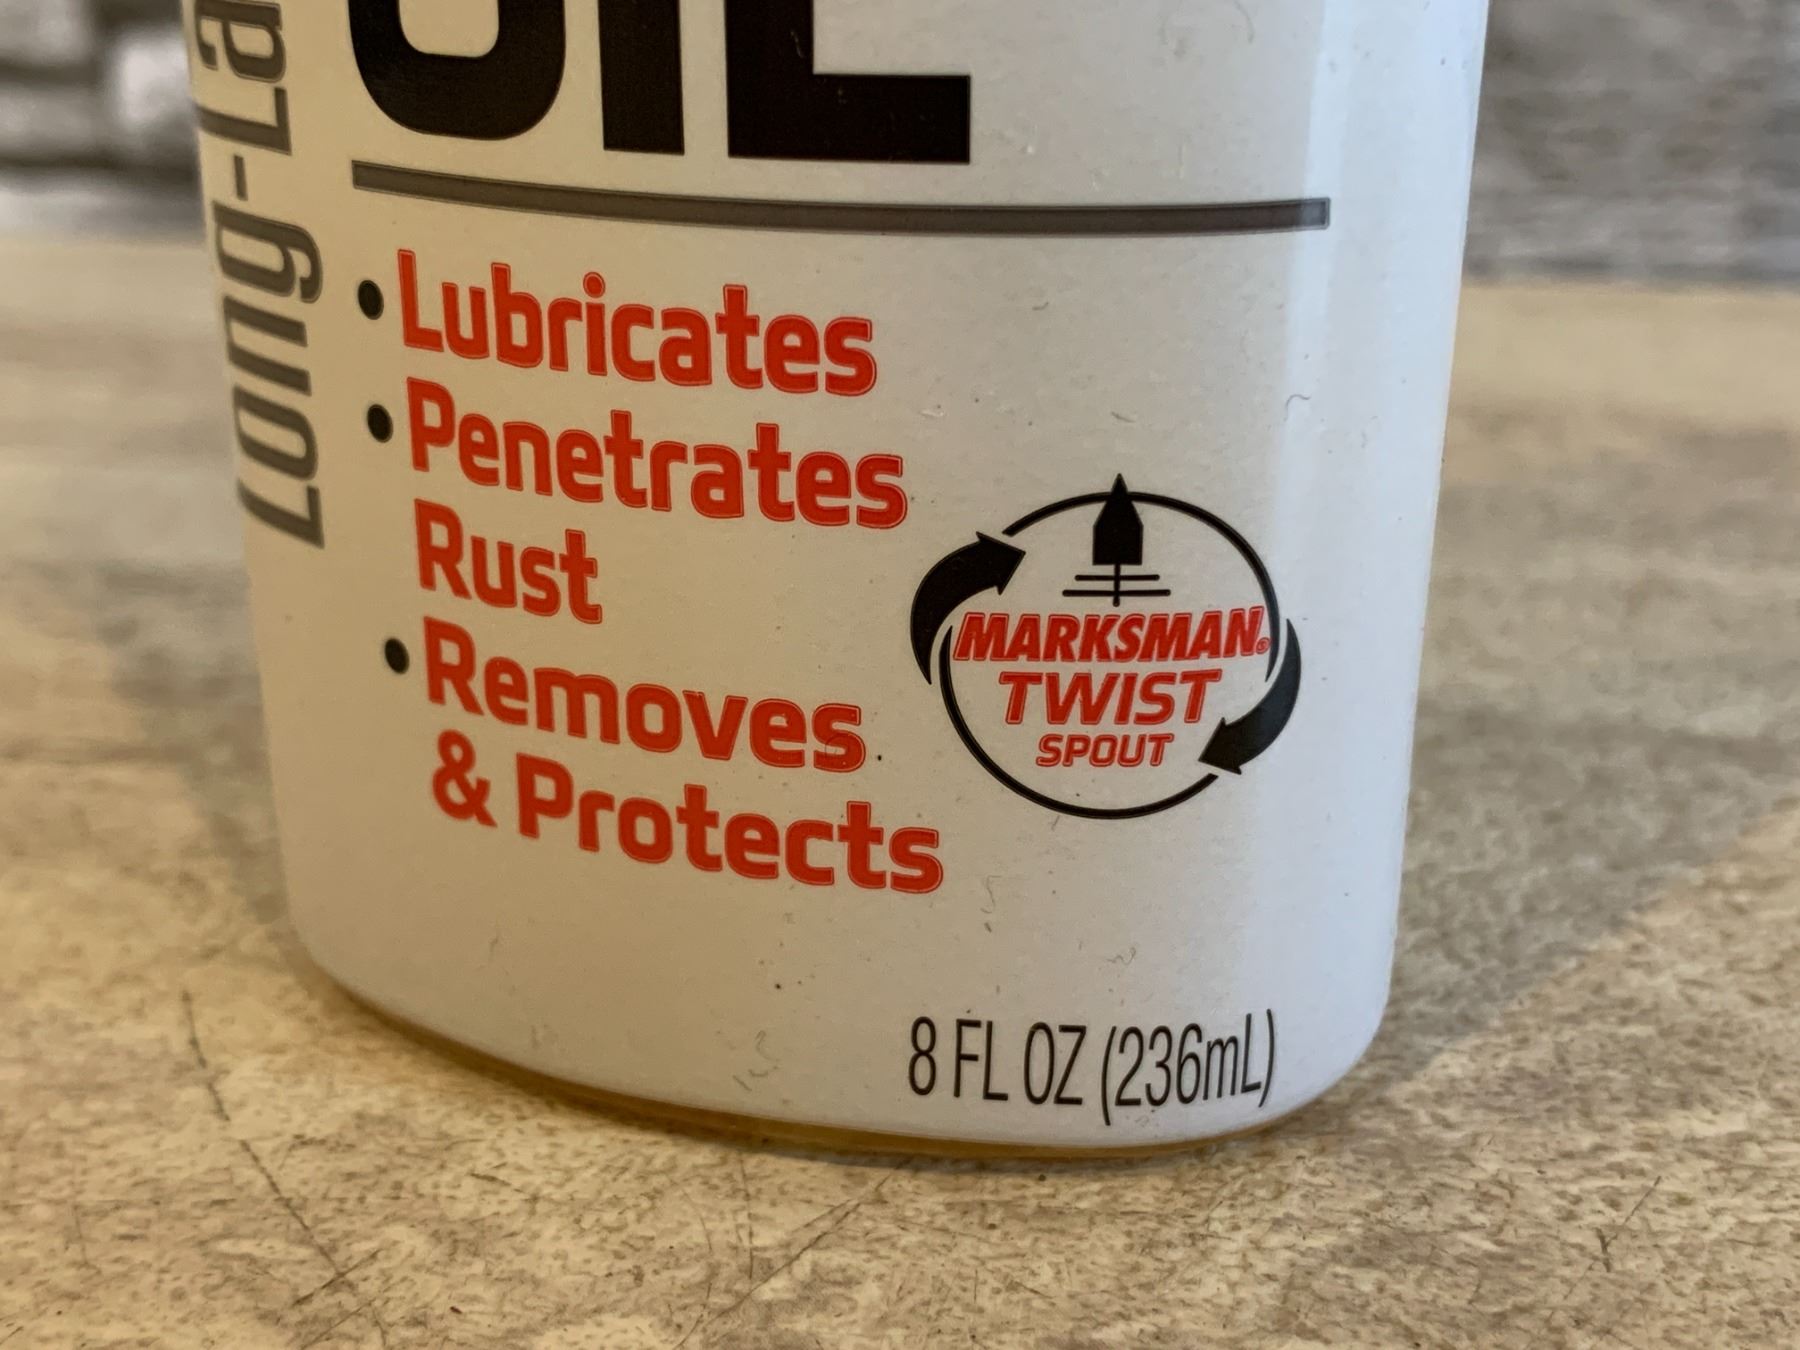 OIL
Long-La
• Lubricates
• Penetrates
Rust
• Removes
& Protects
MARKSMAN®
TWIST
SPOUT
8 FL OZ (236mL)